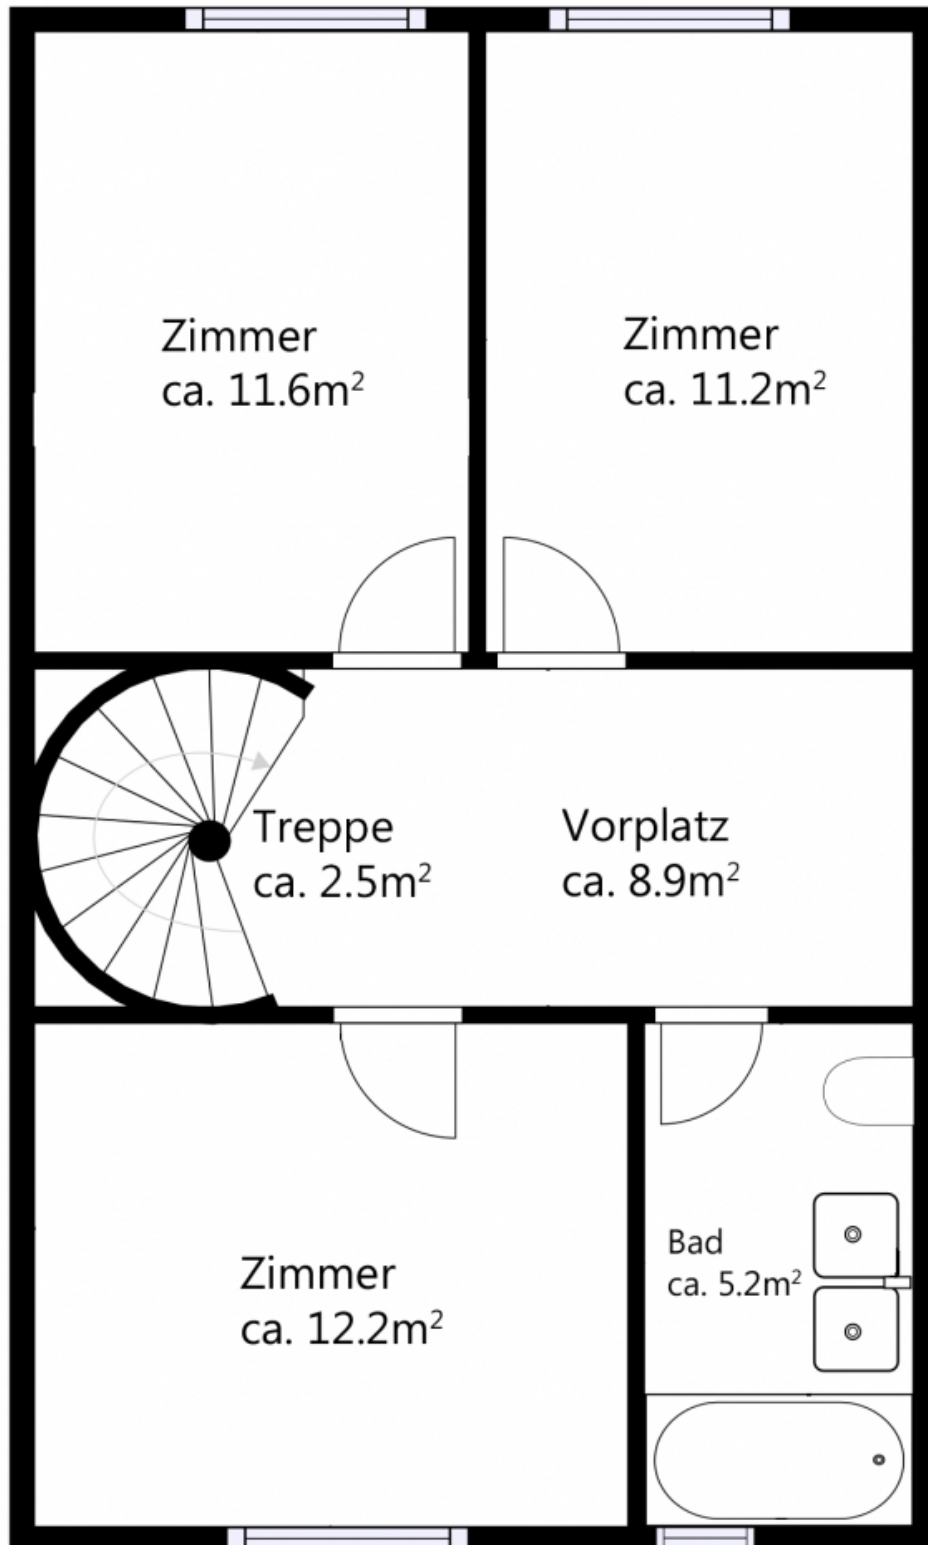 Zimmer
ca. 11.6m²
Zimmer
ca. 11.2m²
Treppe
ca. 2.5m²
Vorplatz
ca. 8.9m²
Zimmer
ca. 12.2m²
Bad
ca. 5.2m²